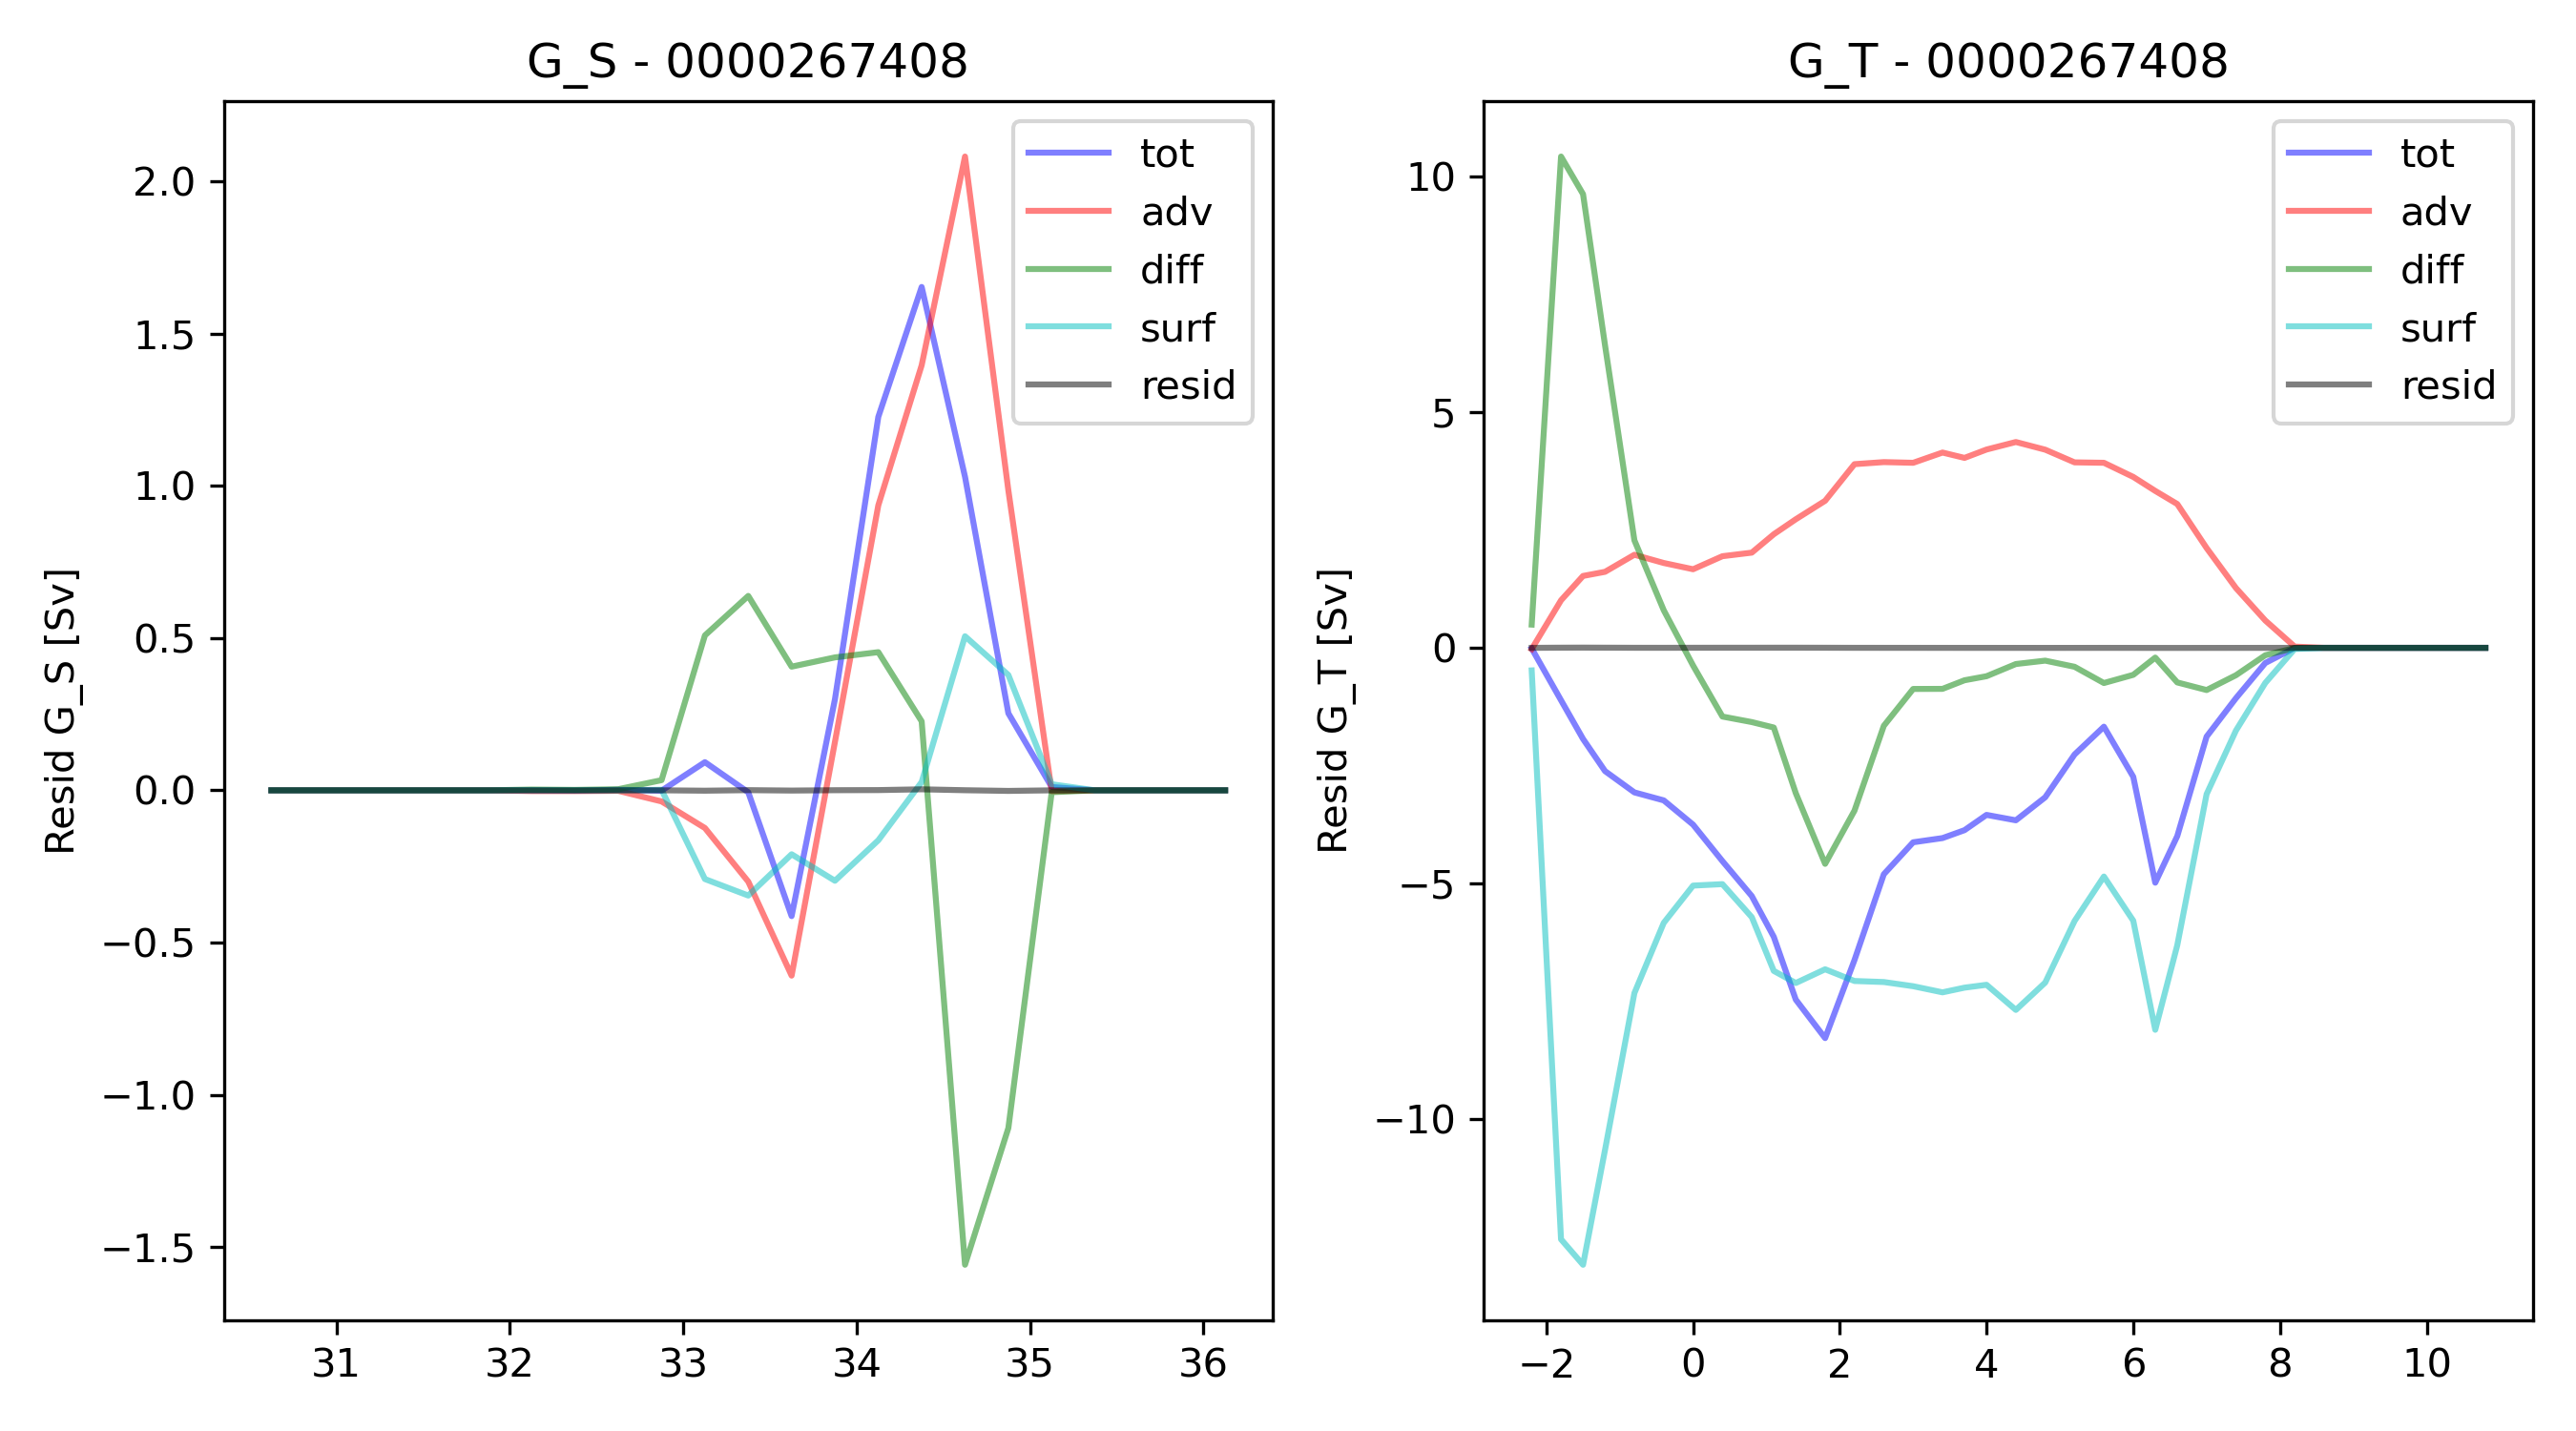 G_S - 0000267408
Resid G_S [Sv]
2.0
1.5
1.0
0.5
0.0
−0.5
−1.0
−1.5
31 32 33 34 35 36
tot
adv
diff
surf
resid
G_T - 0000267408
Resid G_T [Sv]
10
5
0
−5
−10
−2 0 2 4 6 8 10
tot
adv
diff
surf
resid